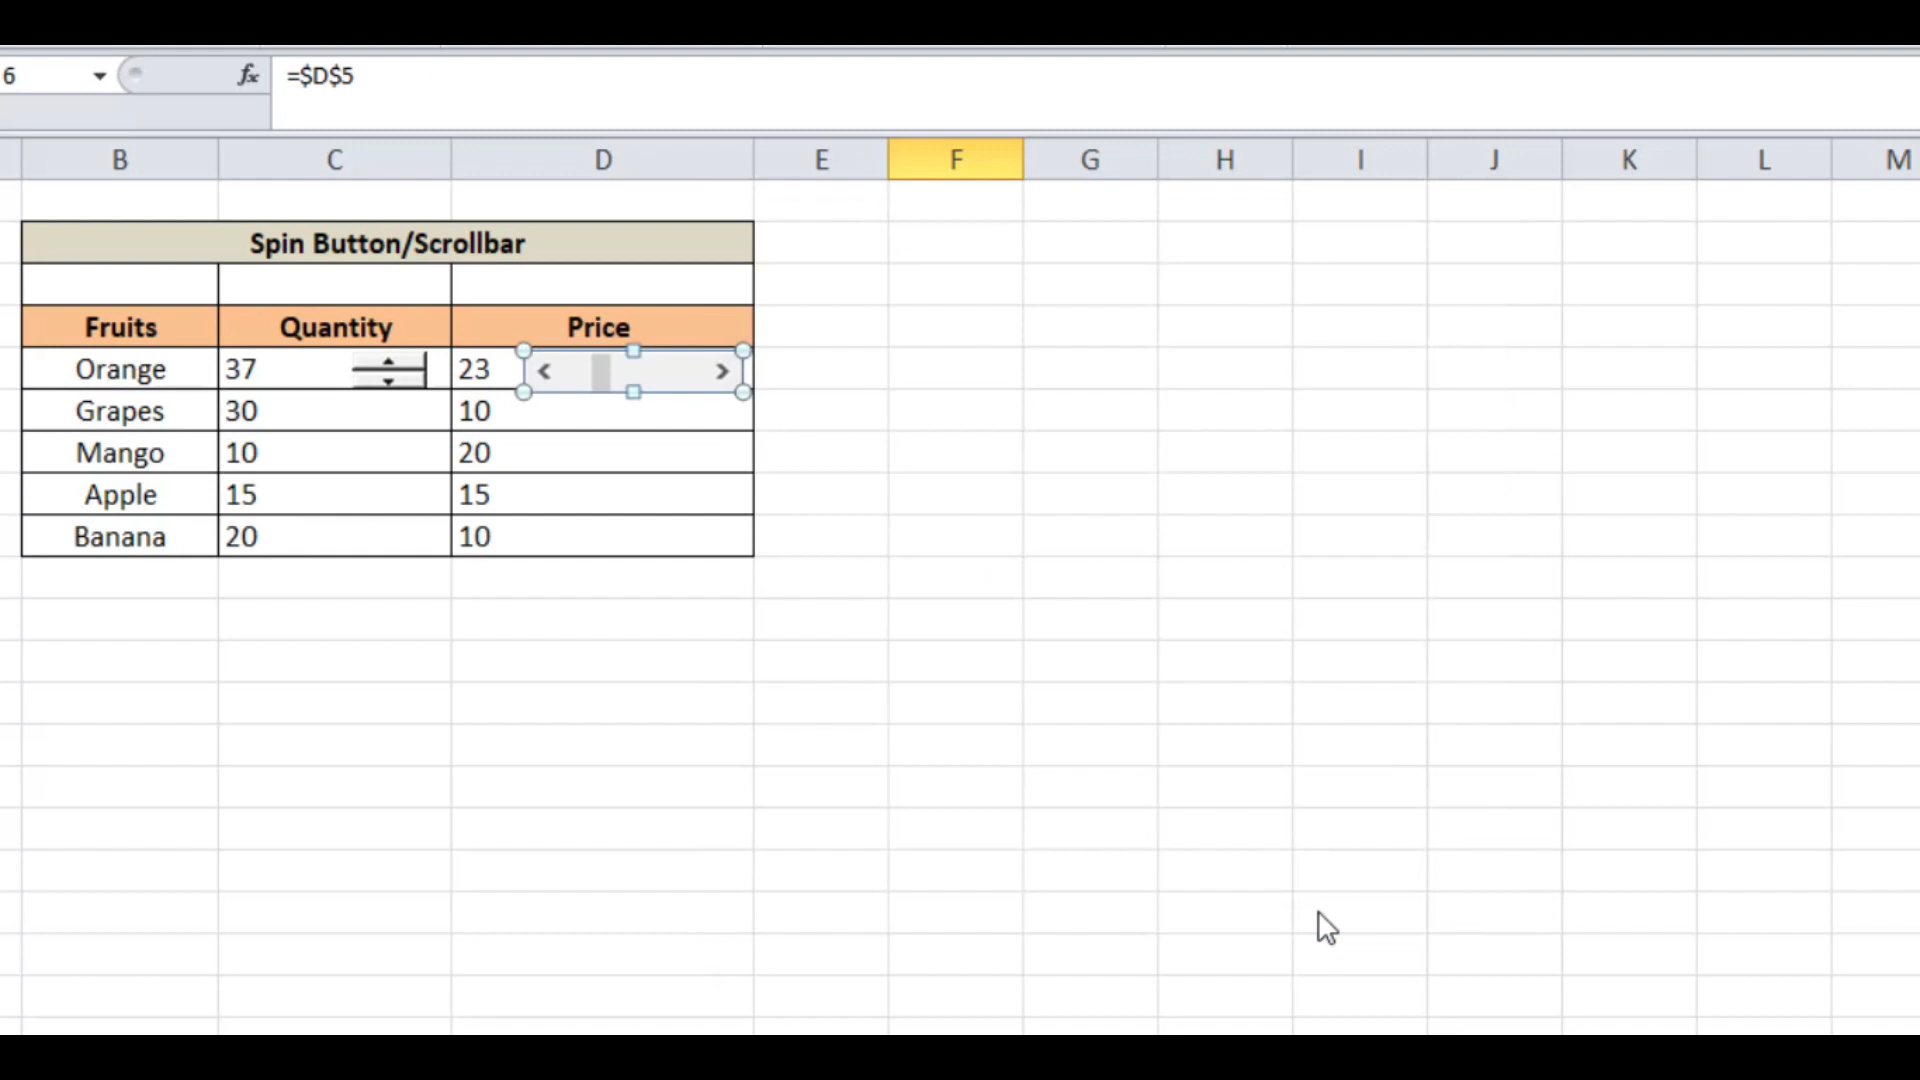 6 fx =$D$5
B C D E F G H I J K L M
Spin Button/Scrollbar
Fruits Quantity Price
Orange 37 23
Grapes 30 10
Mango 10 20
Apple 15 15
Banana 20 10